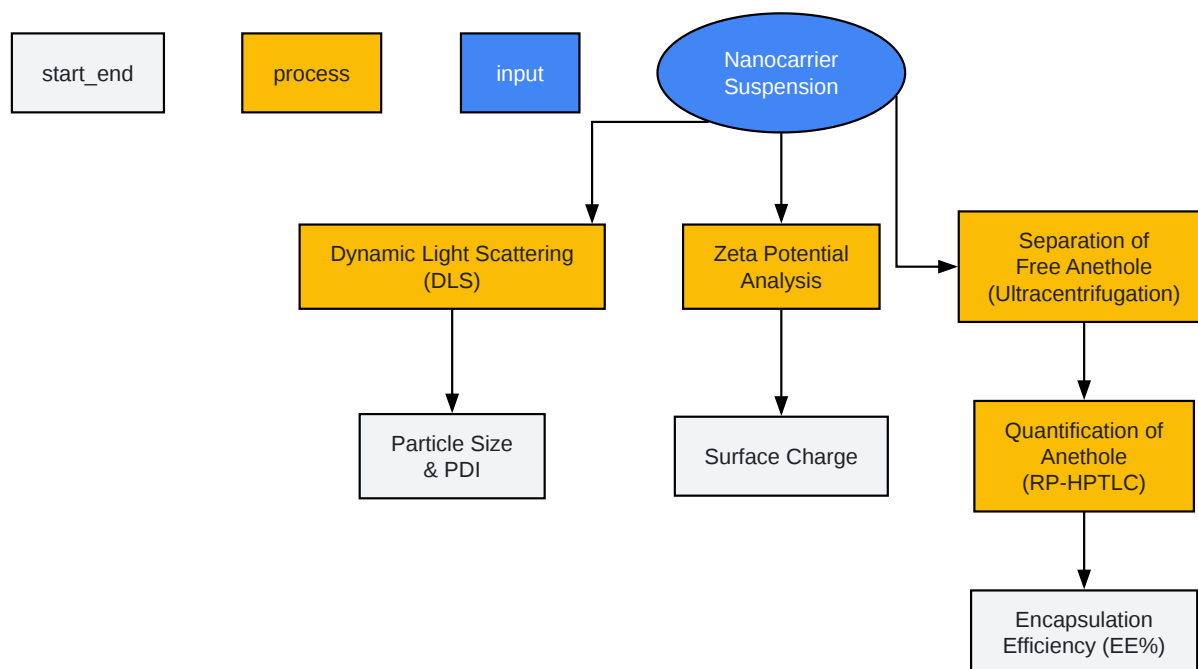 start_end
process
input
Nanocarrier
Suspension
Dynamic Light Scattering
(DLS)
Zeta Potential
Analysis
Separation of
Free Anethole
(Ultracentrifugation)
Particle Size
& PDI
Surface Charge
Quantification of
Anethole
(RP-HPTLC)
Encapsulation
Efficiency (EE%)